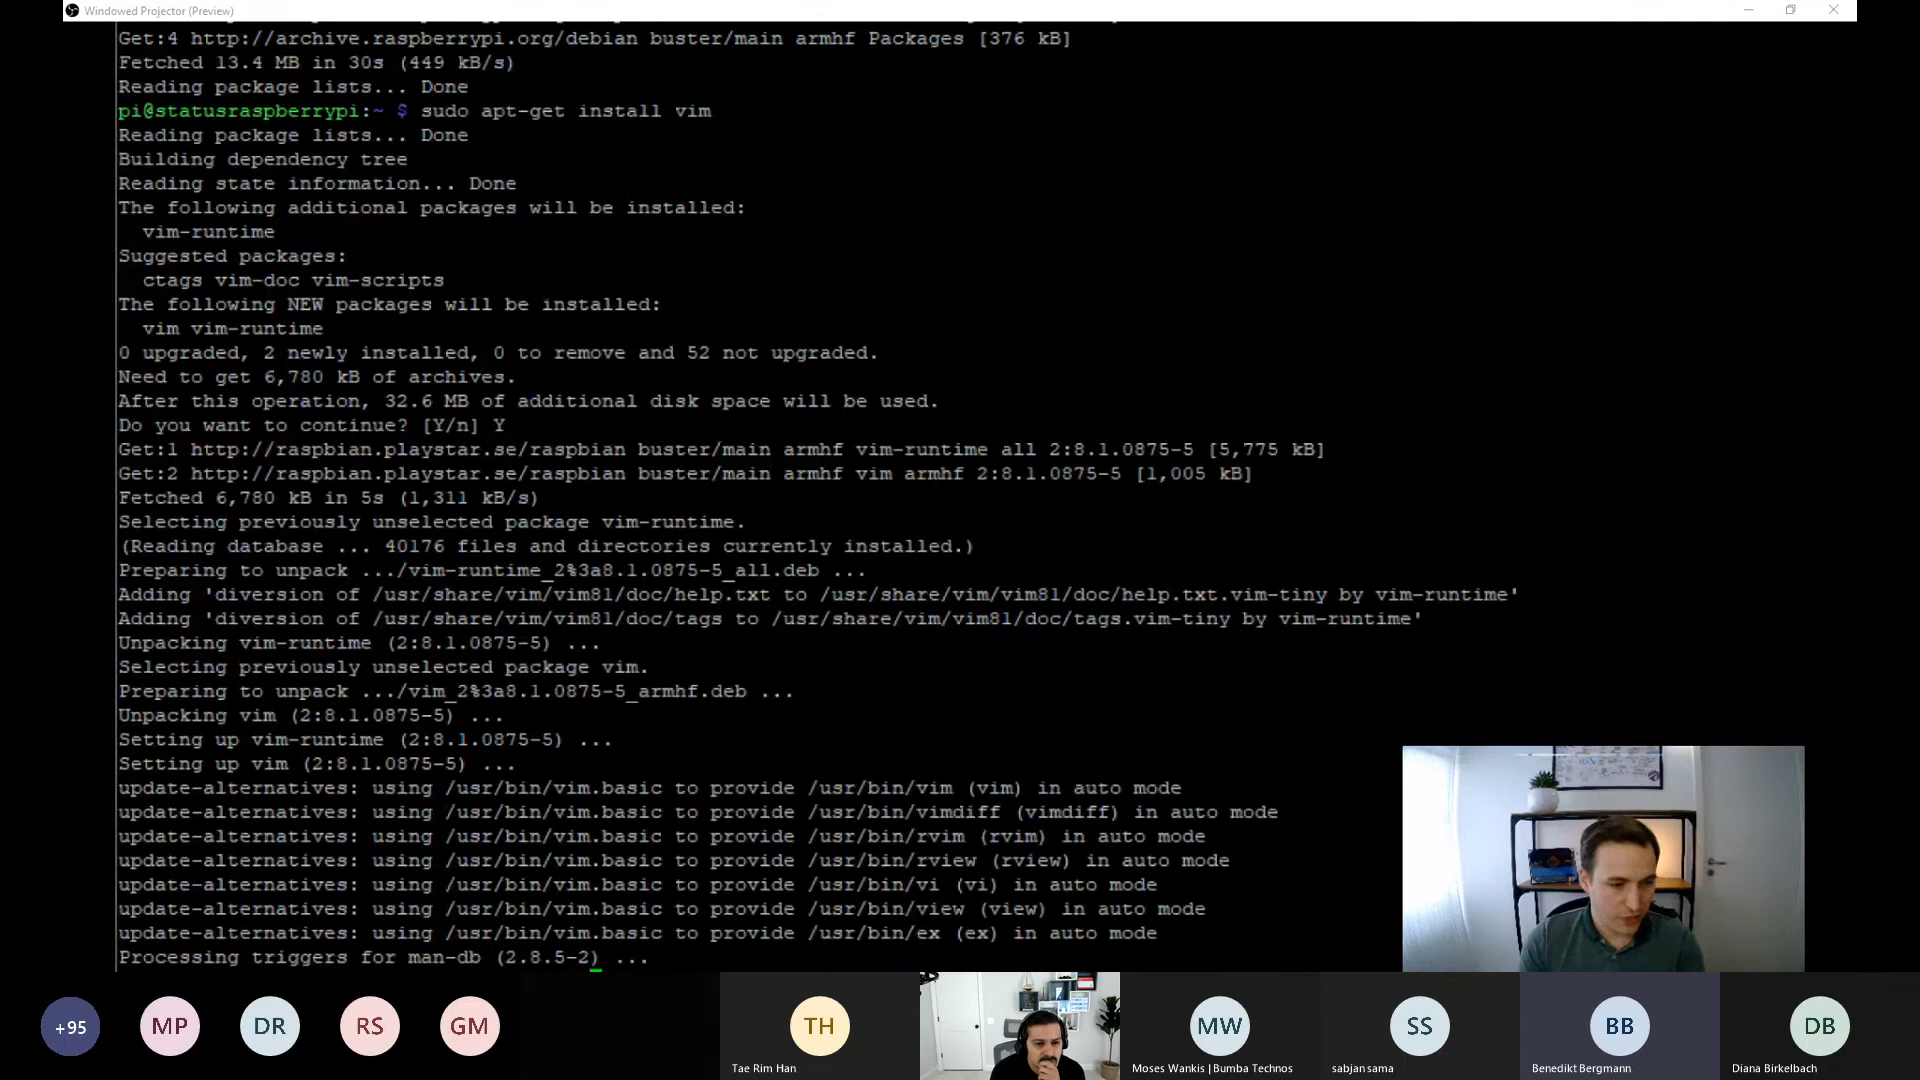 Windowed Projector (Preview)
Get:4 http://archive.raspberrypi.org/debian buster/main armhf Packages [376 kB]
Fetched 13.4 MB in 30s (449 kB/s)
Reading package lists... Done
pi@statusraspberrypi:~ $ sudo apt-get install vim
Reading package lists... Done
Building dependency tree
Reading state information... Done
The following additional packages will be installed:
vim-runtime
Suggested packages:
ctags vim-doc vim-scripts
The following NEW packages will be installed:
vim vim-runtime
0 upgraded, 2 newly installed, 0 to remove and 52 not upgraded.
Need to get 6,780 kB of archives.
After this operation, 32.6 MB of additional disk space will be used.
Do you want to continue? [Y/n] Y
Get:1 http://raspbian.playstar.se/raspbian buster/main armhf vim-runtime all 2:8.1.0875-5 [5,775 kB]
Get:2 http://raspbian.playstar.se/raspbian buster/main armhf vim armhf 2:8.1.0875-5 [1,005 kB]
Fetched 6,780 kB in 5s (1,311 kB/s)
Selecting previously unselected package vim-runtime.
(Reading database ... 40176 files and directories currently installed.)
Preparing to unpack .../vim-runtime_2%3a8.1.0875-5_all.deb ...
Adding 'diversion of /usr/share/vim/vim81/doc/help.txt to /usr/share/vim/vim81/doc/help.txt.vim-tiny by vim-runtime'
Adding 'diversion of /usr/share/vim/vim81/doc/tags to /usr/share/vim/vim81/doc/tags.vim-tiny by vim-runtime'
Unpacking vim-runtime (2:8.1.0875-5) ...
Selecting previously unselected package vim.
Preparing to unpack .../vim_2%3a8.1.0875-5_armhf.deb ...
Unpacking vim (2:8.1.0875-5) ...
Setting up vim-runtime (2:8.1.0875-5) ...
Setting up vim (2:8.1.0875-5) ...
update-alternatives: using /usr/bin/vim.basic to provide /usr/bin/vim (vim) in auto mode
update-alternatives: using /usr/bin/vim.basic to provide /usr/bin/vimdiff (vimdiff) in auto mode
update-alternatives: using /usr/bin/vim.basic to provide /usr/bin/rvim (rvim) in auto mode
update-alternatives: using /usr/bin/vim.basic to provide /usr/bin/rview (rview) in auto mode
update-alternatives: using /usr/bin/vim.basic to provide /usr/bin/vi (vi) in auto mode
update-alternatives: using /usr/bin/vim.basic to provide /usr/bin/view (view) in auto mode
update-alternatives: using /usr/bin/vim.basic to provide /usr/bin/ex (ex) in auto mode
Processing triggers for man-db (2.8.5-2) ...
+95 MP DR RS GM TH MW SS BB DB
Tae Rim Han Moses Wankis | Bumba Technos sabjan sama Benedikt Bergmann Diana Birkelbach